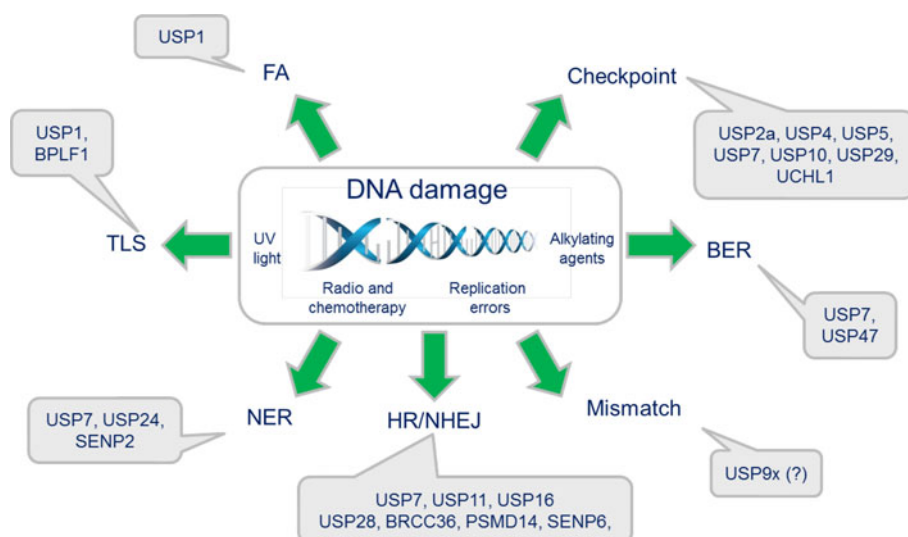 USP1
FA
Checkpoint
USP1,
BPLF1
USP2a, USP4, USP5,
USP7, USP10, USP29,
UCHL1
DNA damage
TLS
UV
light
Alkylating
agents
BER
Radio and
chemotherapy
Replication
errors
USP7,
USP47
NER
HR/NHEJ
Mismatch
USP7, USP24,
SENP2
USP9x (?)
USP7, USP11, USP16
USP28, BRCC36, PSMD14, SENP6,